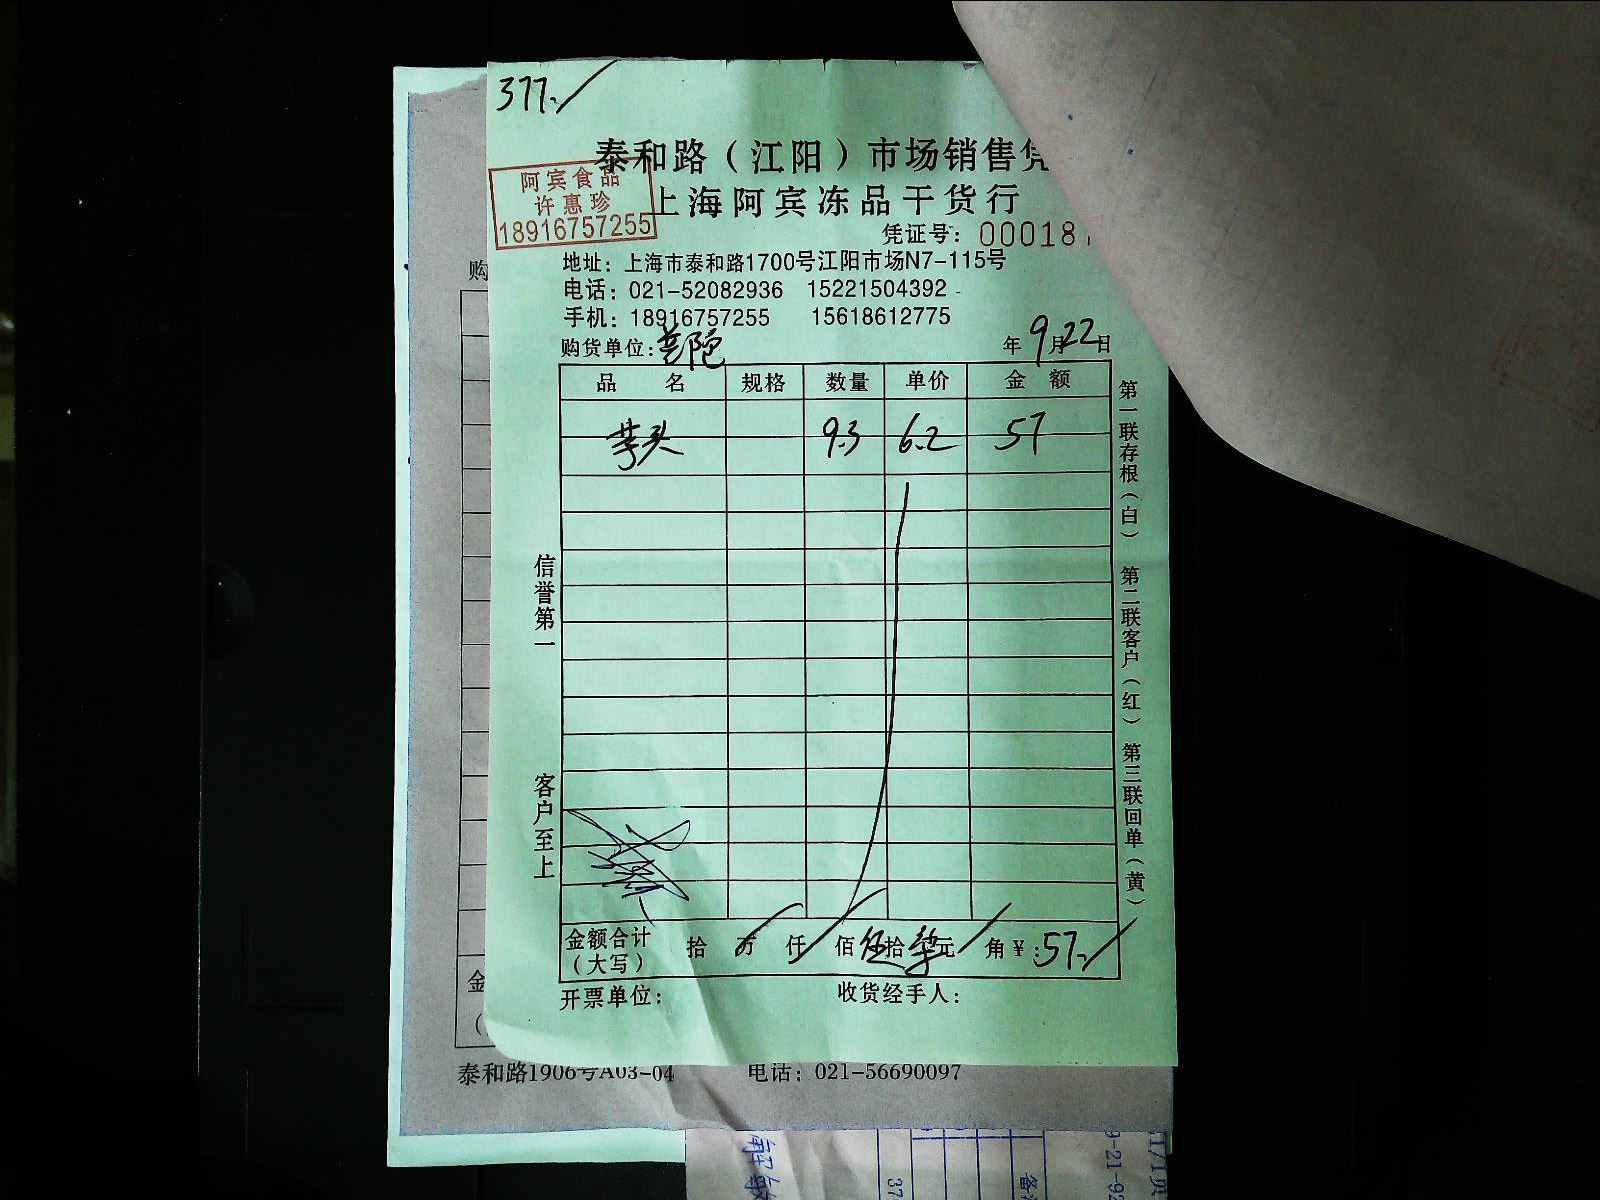 377.
泰和路（江阳）市场销售凭
上海阿宾冻品干货行
阿宾食品
许惠珍
18916757255
凭证号：00018
地址：上海市泰和路1700号江阳市场N7-115号
电话：021-52082936 15221504392
手机：18916757255 15618612775
购货单位： 年9月22日
品 名 规格 数量 单价 金 额
芋头 9.3 6.2 57
信誉第一
客户至上
第一联存根（白） 第二联客户（红） 第三联回单（黄）
金额合计（大写） 拾 万 仟 佰 伍拾 柒元 角 ￥:57.
开票单位： 收货经手人：
购
金
泰和路1906号A03-04 电话：021-56690097